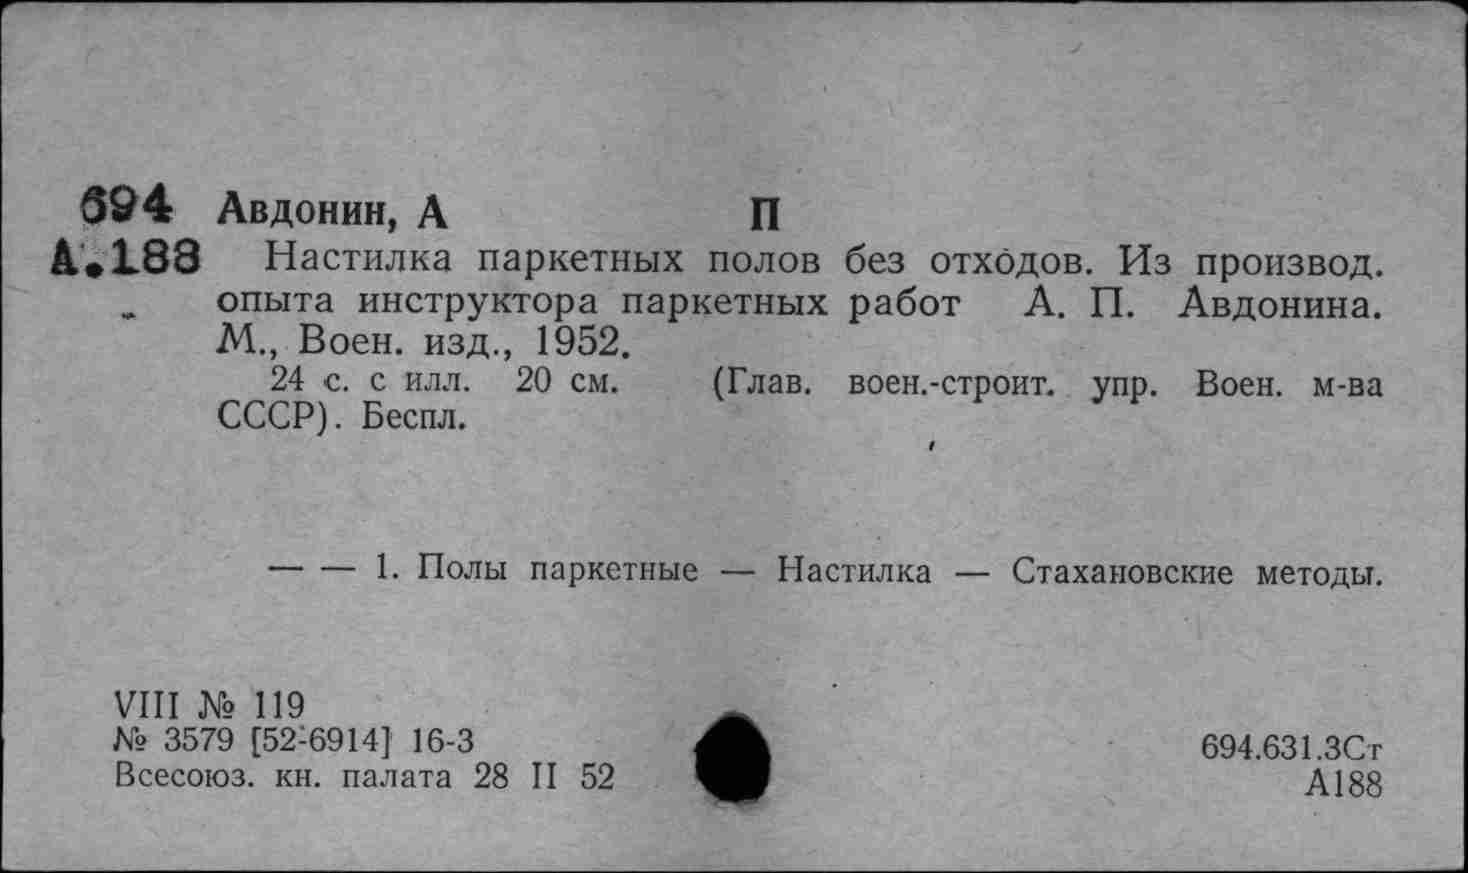 694 Авдонин, А П
А.188 Настилка паркетных полов без отходов. Из производ.
опыта инструктора паркетных работ А. П. Авдонина.
М., Воен. изд., 1952.
24 с. с илл. 20 см. (Глав. воен.-строит. упр. Воен. м-ва
СССР). Беспл.
— — 1. Полы паркетные — Настилка — Стахановские методы.
VIII № 119
№ 3579 [52-6914] 16-3
Всесоюз. кн. палата 28 II 52
694.631.3Ст
А188